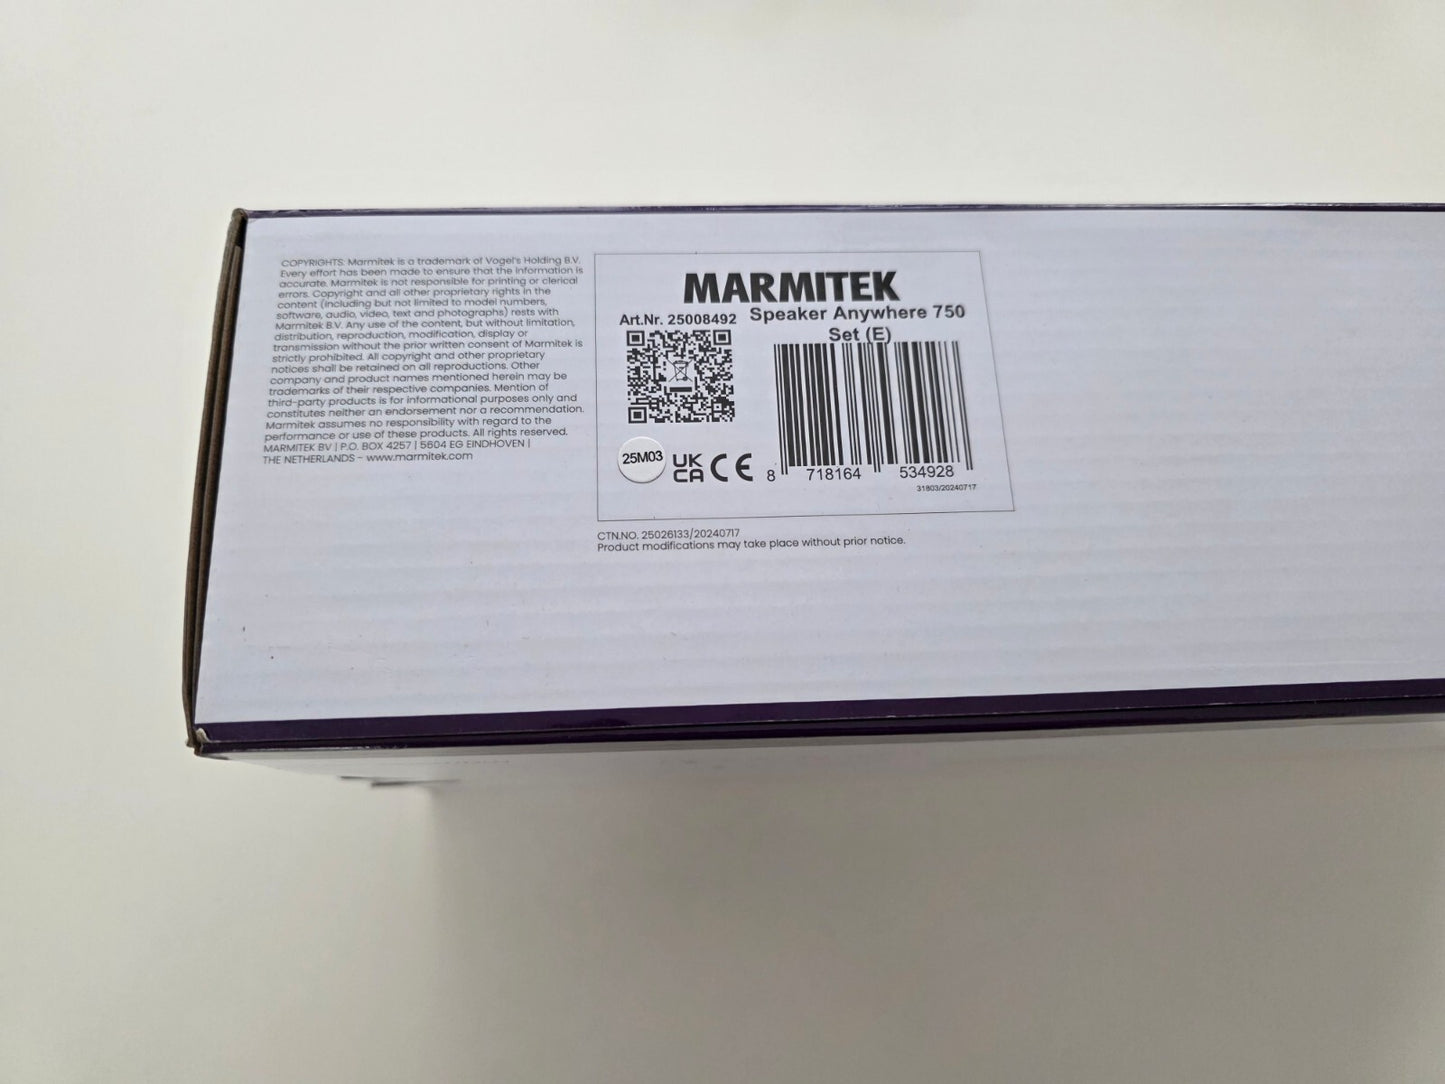 COPYRIGHTS. Marmitek is a trademark of Vogel's Holding B.V.
Every effort has been made to ensure that the information is
accurate. Marmitek is not responsible for printing or clerical
errors. Copyright and all other proprietary rights in the
content (including but not limited to model numbers,
software, audio, video, text and photographs) rests with
Marmitek B.V. Any use of the content, but without limitation,
distribution, reproduction, modification, display or
transmission without the prior written consent of Marmitek is
strictly prohibited. All copyright and other proprietary
notices shall be retained on all reproductions. Other
company and product names mentioned herein may be
trademarks of their respective companies. Mention of
third-party products is for informational purposes only and
constitutes neither an endorsement nor a recommendation.
Marmitek assumes no responsibility with regard to the
performance or use of these products. All rights reserved.
MARMITEK BV | P.O. BOX 4257 | 5604 EG EINDHOVEN |
THE NETHERLANDS - www.marmitek.com
MARMITEK
Art.Nr. 25008492
Speaker Anywhere 750
Set (E)
25M03
UK
CA
CE
8 718164 534928
31803/20240717
CTN.NO. 25026133/20240717
Product modifications may take place without prior notice.